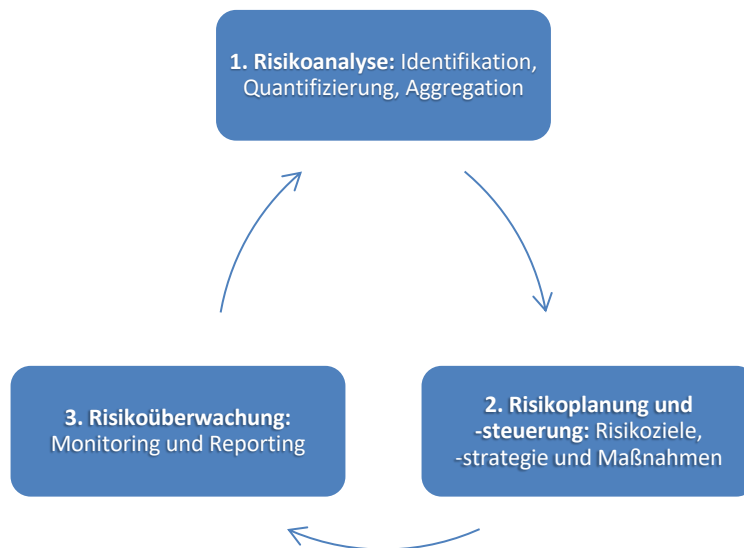 1. Risikoanalyse: Identifikation,
Quantifizierung, Aggregation
2. Risikoplanung und
-steuerung: Risikoziele,
-strategie und Maßnahmen
3. Risikoüberwachung:
Monitoring und Reporting